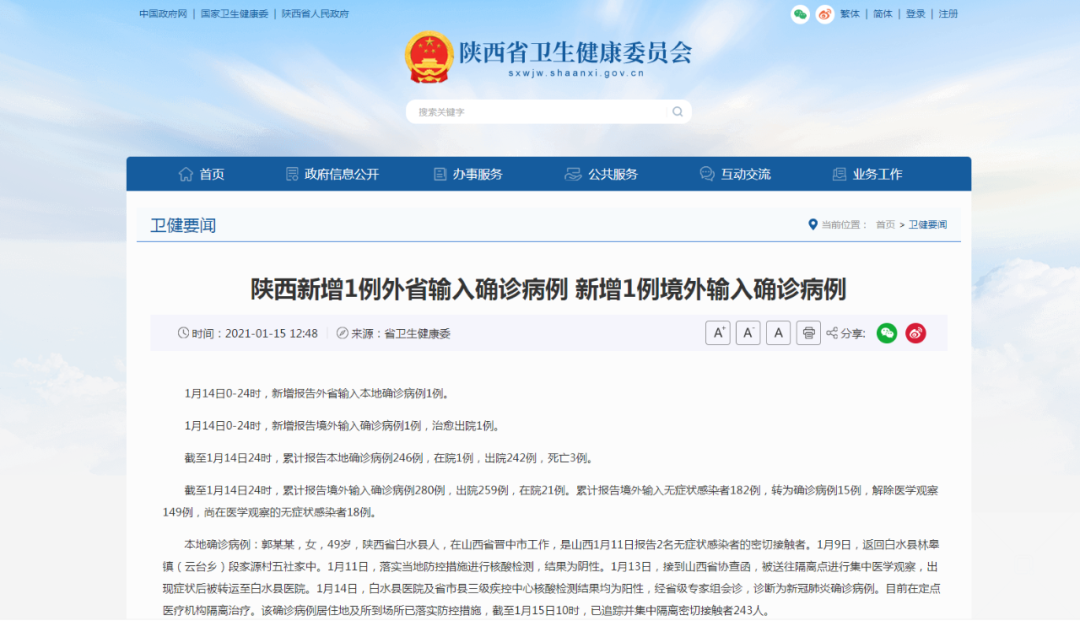 中国政府网 | 国家卫生健康委 | 陕西省人民政府
繁体 | 简体 | 登录 | 注册
陕西省卫生健康委员会
sxwjw.shaanxi.gov.cn
搜索关键字
首页 政府信息公开 办事服务 公共服务 互动交流 业务工作
卫健要闻
当前位置： 首页 > 卫健要闻
陕西新增1例外省输入确诊病例 新增1例境外输入确诊病例
时间：2021-01-15 12:48 来源：省卫生健康委
A+ A- A 分享:
1月14日0-24时，新增报告外省输入本地确诊病例1例。
1月14日0-24时，新增报告境外输入确诊病例1例，治愈出院1例。
截至1月14日24时，累计报告本地确诊病例246例，在院1例，出院242例，死亡3例。
截至1月14日24时，累计报告境外输入确诊病例280例，出院259例，在院21例。累计报告境外输入无症状感染者182例，转为确诊病例15例，解除医学观察
149例，尚在医学观察的无症状感染者18例。
本地确诊病例：郭某某，女，49岁，陕西省白水县人，在山西省晋中市工作，是山西1月11日报告2名无症状感染者的密切接触者。1月9日，返回白水县林皋
镇（云台乡）段家源村五社家中。1月11日，落实当地防控措施进行核酸检测，结果为阴性。1月13日，接到山西省协查函，被送往隔离点进行集中医学观察，出
现症状后被转运至白水县医院。1月14日，白水县医院及省市县三级疾控中心核酸检测结果均为阳性，经省级专家组会诊，诊断为新冠肺炎确诊病例。目前在定点
医疗机构隔离治疗。该确诊病例居住地及所到场所已落实防控措施，截至1月15日10时，已追踪并集中隔离密切接触者243人。